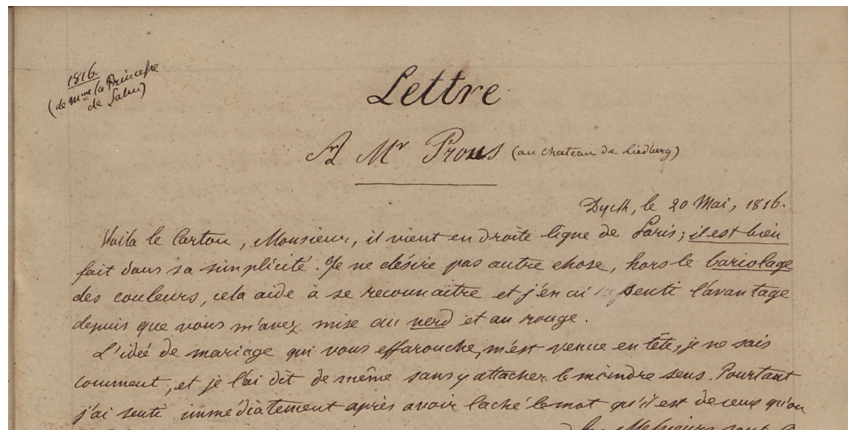 1816.
(de Mme la Princesse
de Salm)
Lettre
A Mr Prous (au chateau de Liedberg)
Dyck, le 20 Mai, 1816.
Voila le Carton, Monsieur, il vient en droite ligne de Paris; il est bien
fait dans sa simplicité. Je ne désire pas autre chose, hors le bariolage
des couleurs, cela aide à se reconnaitre et j'en ai senti l'avantage
depuis que vous m'avez mise au verd et au rouge.
L'idée de mariage qui vous effarouche, m'est venue en tête, je ne sais
comment, et je l'ai dit de même sans y attacher le moindre sens. Pourtant
j'ai senti immédiatement après avoir laché le mot qu'il est de ceux qu'on
les Messieurs sont